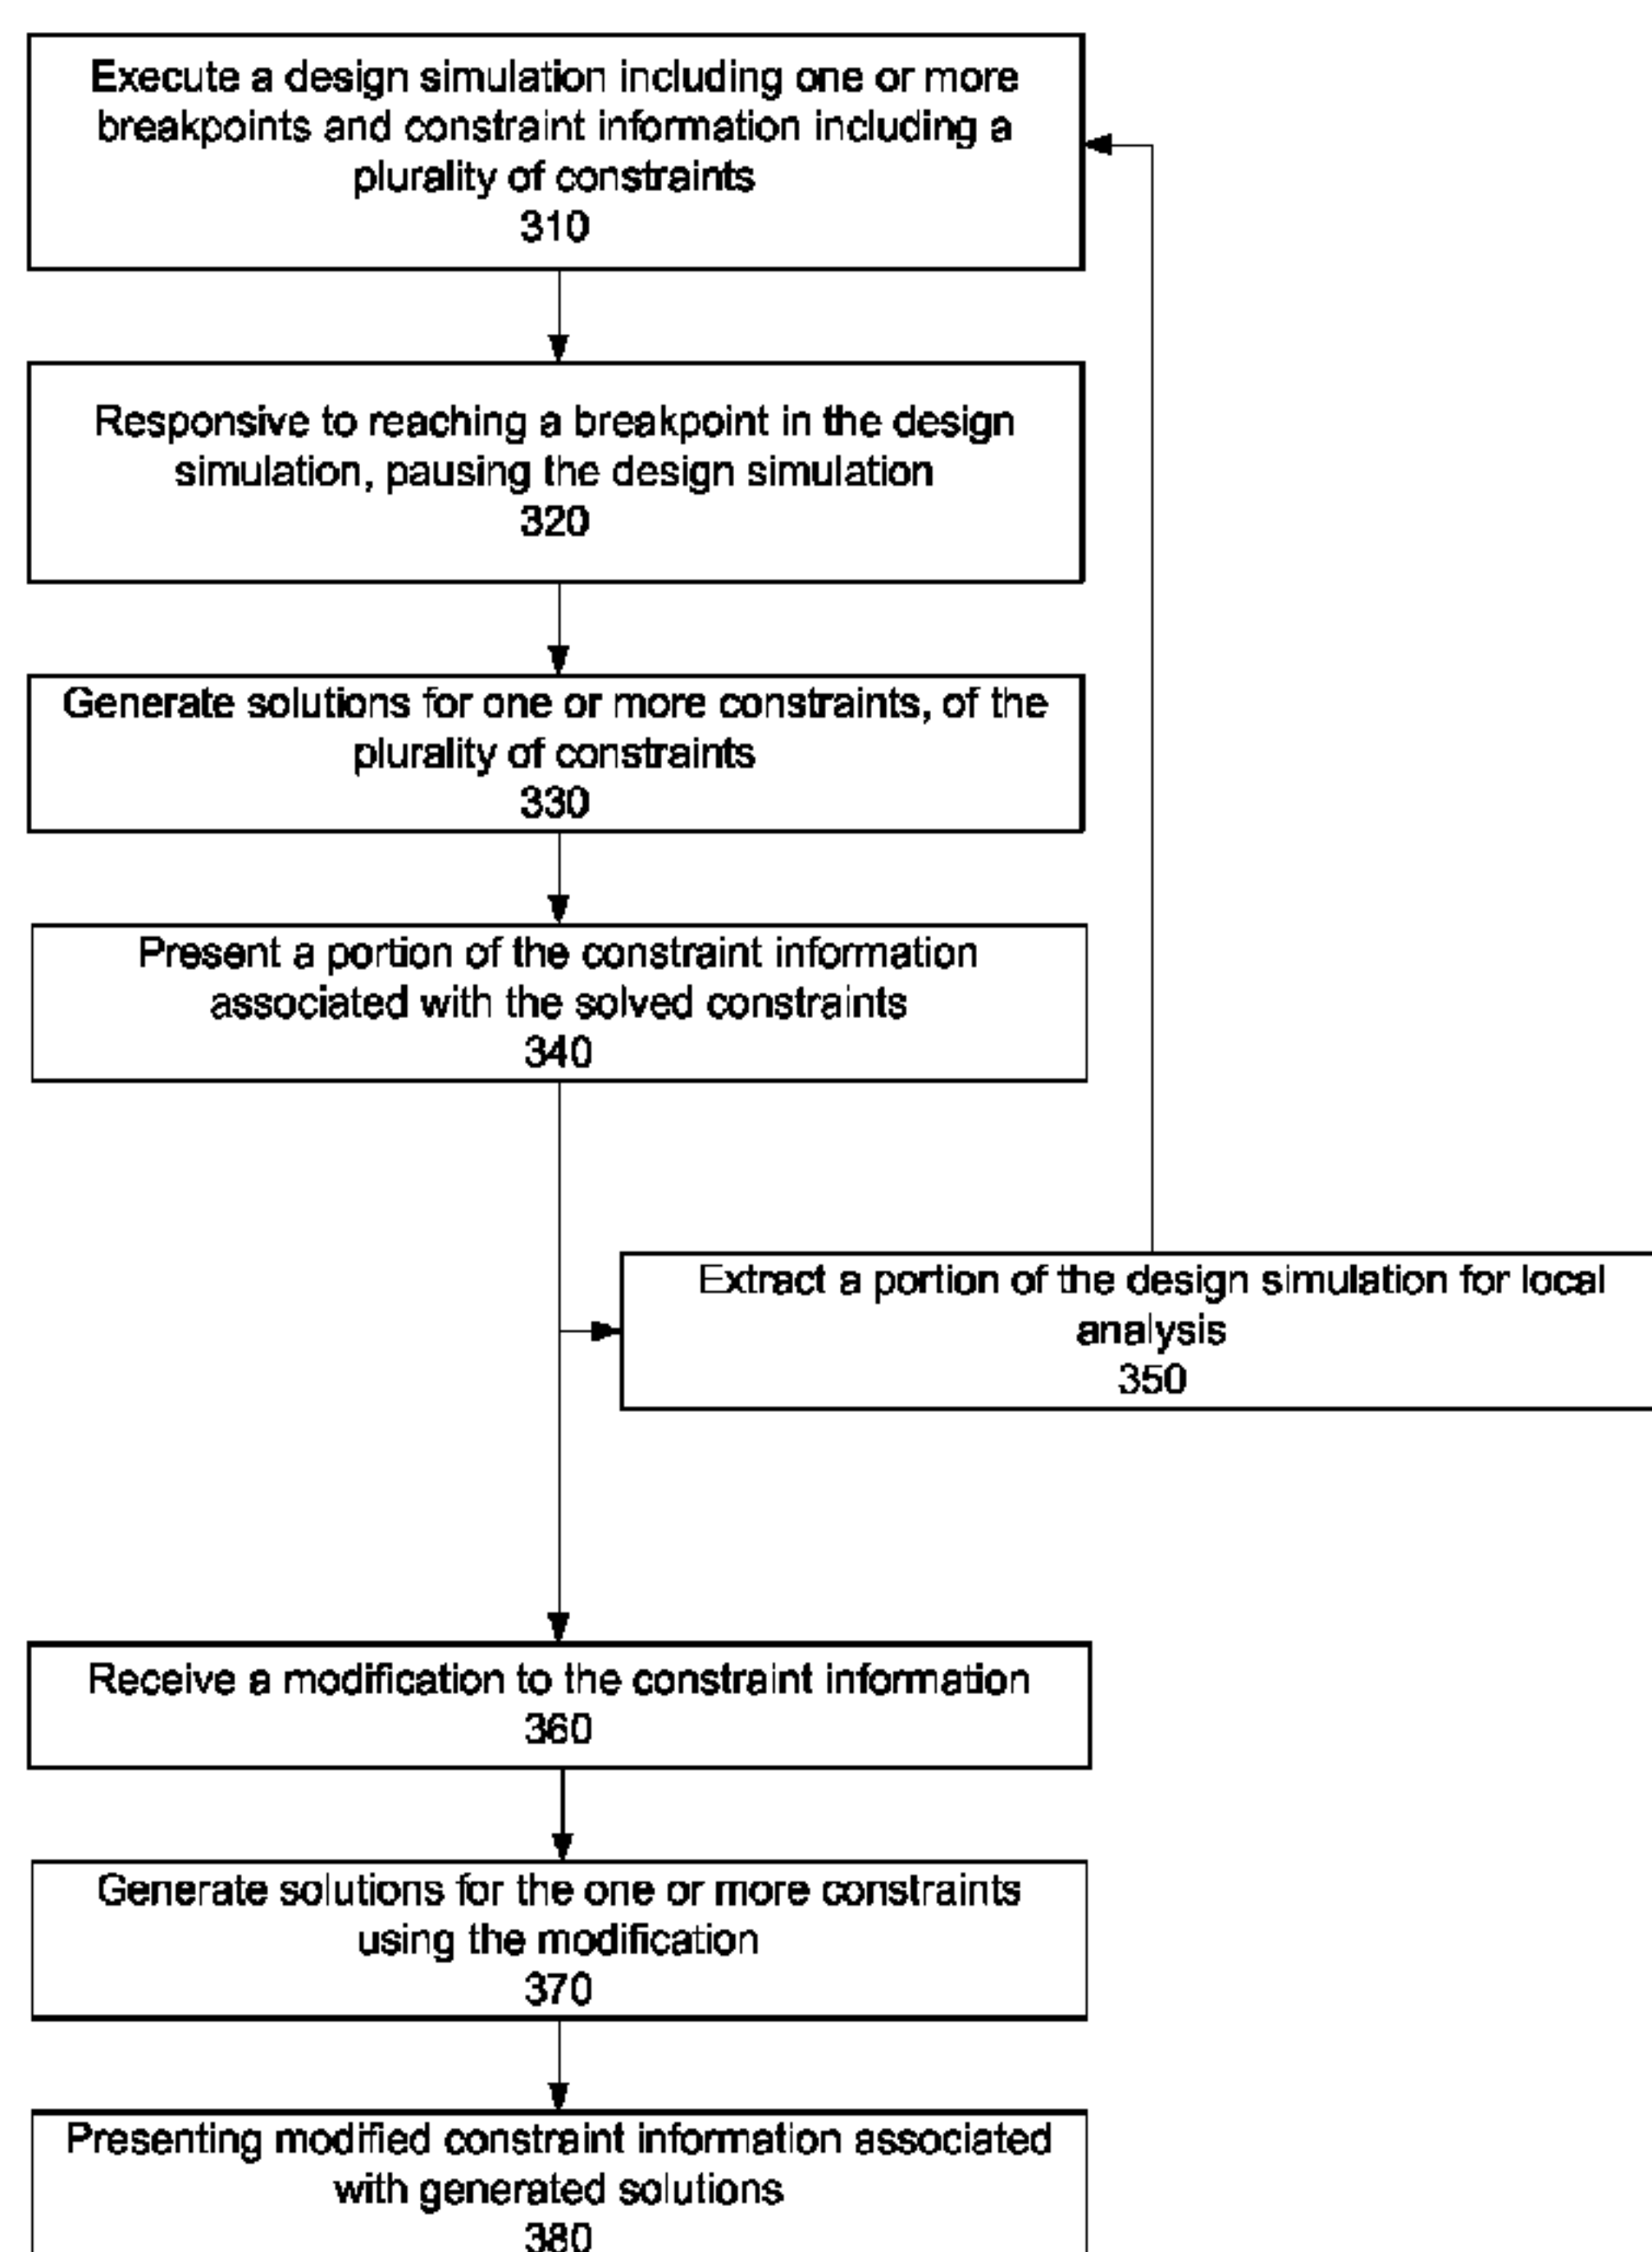 Execute a design simulation including one or more
breakpoints and constraint information including a
plurality of constraints
310
Responsive to reaching a breakpoint in the design
simulation, pausing the design simulation
320
Generate solutions for one or more constraints, of the
plurality of constraints
330
Present a portion of the constraint information
associated with the solved constraints
340
Extract a portion of the design simulation for local
analysis
350
Receive a modification to the constraint information
360
Generate solutions for the one or more constraints
using the modification
370
Presenting modified constraint information associated
with generated solutions
380